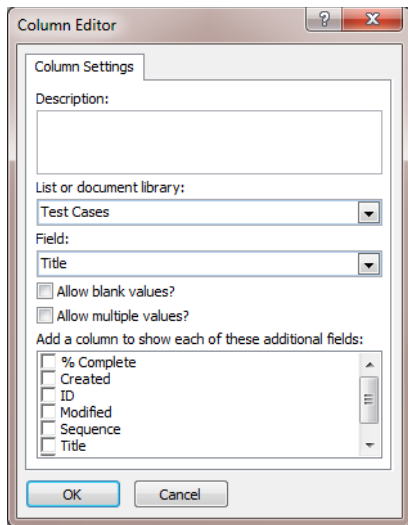 Column Editor
Column Settings
Description:
List or document library:
Test Cases
Field:
Title
Allow blank values?
Allow multiple values?
Add a column to show each of these additional fields:
% Complete
Created
ID
Modified
Sequence
Title
OK Cancel